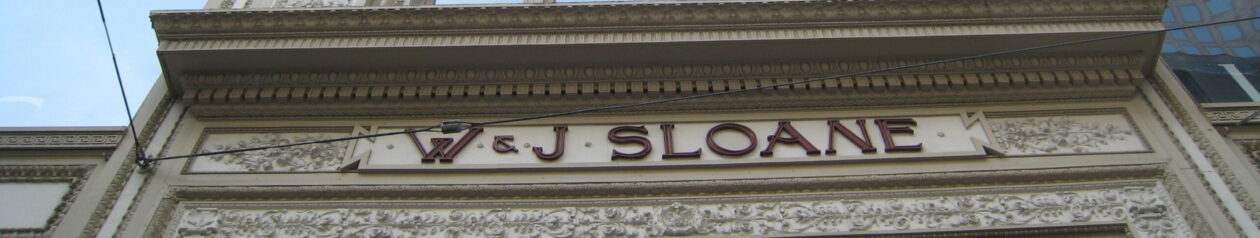 W & J SLOANE